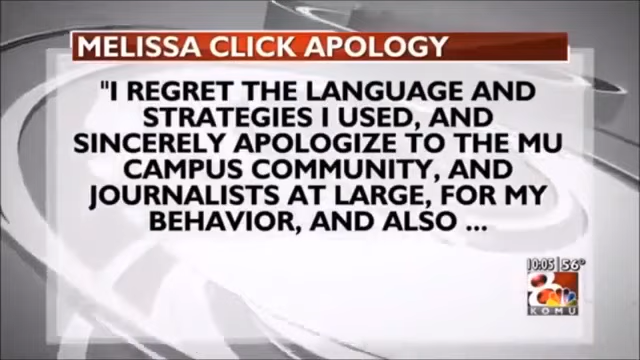 MELISSA CLICK APOLOGY
"I REGRET THE LANGUAGE AND
STRATEGIES I USED, AND
SINCERELY APOLOGIZE TO THE MU
CAMPUS COMMUNITY, AND
JOURNALISTS AT LARGE, FOR MY
BEHAVIOR, AND ALSO ...
10:05 56°
8
KOMU